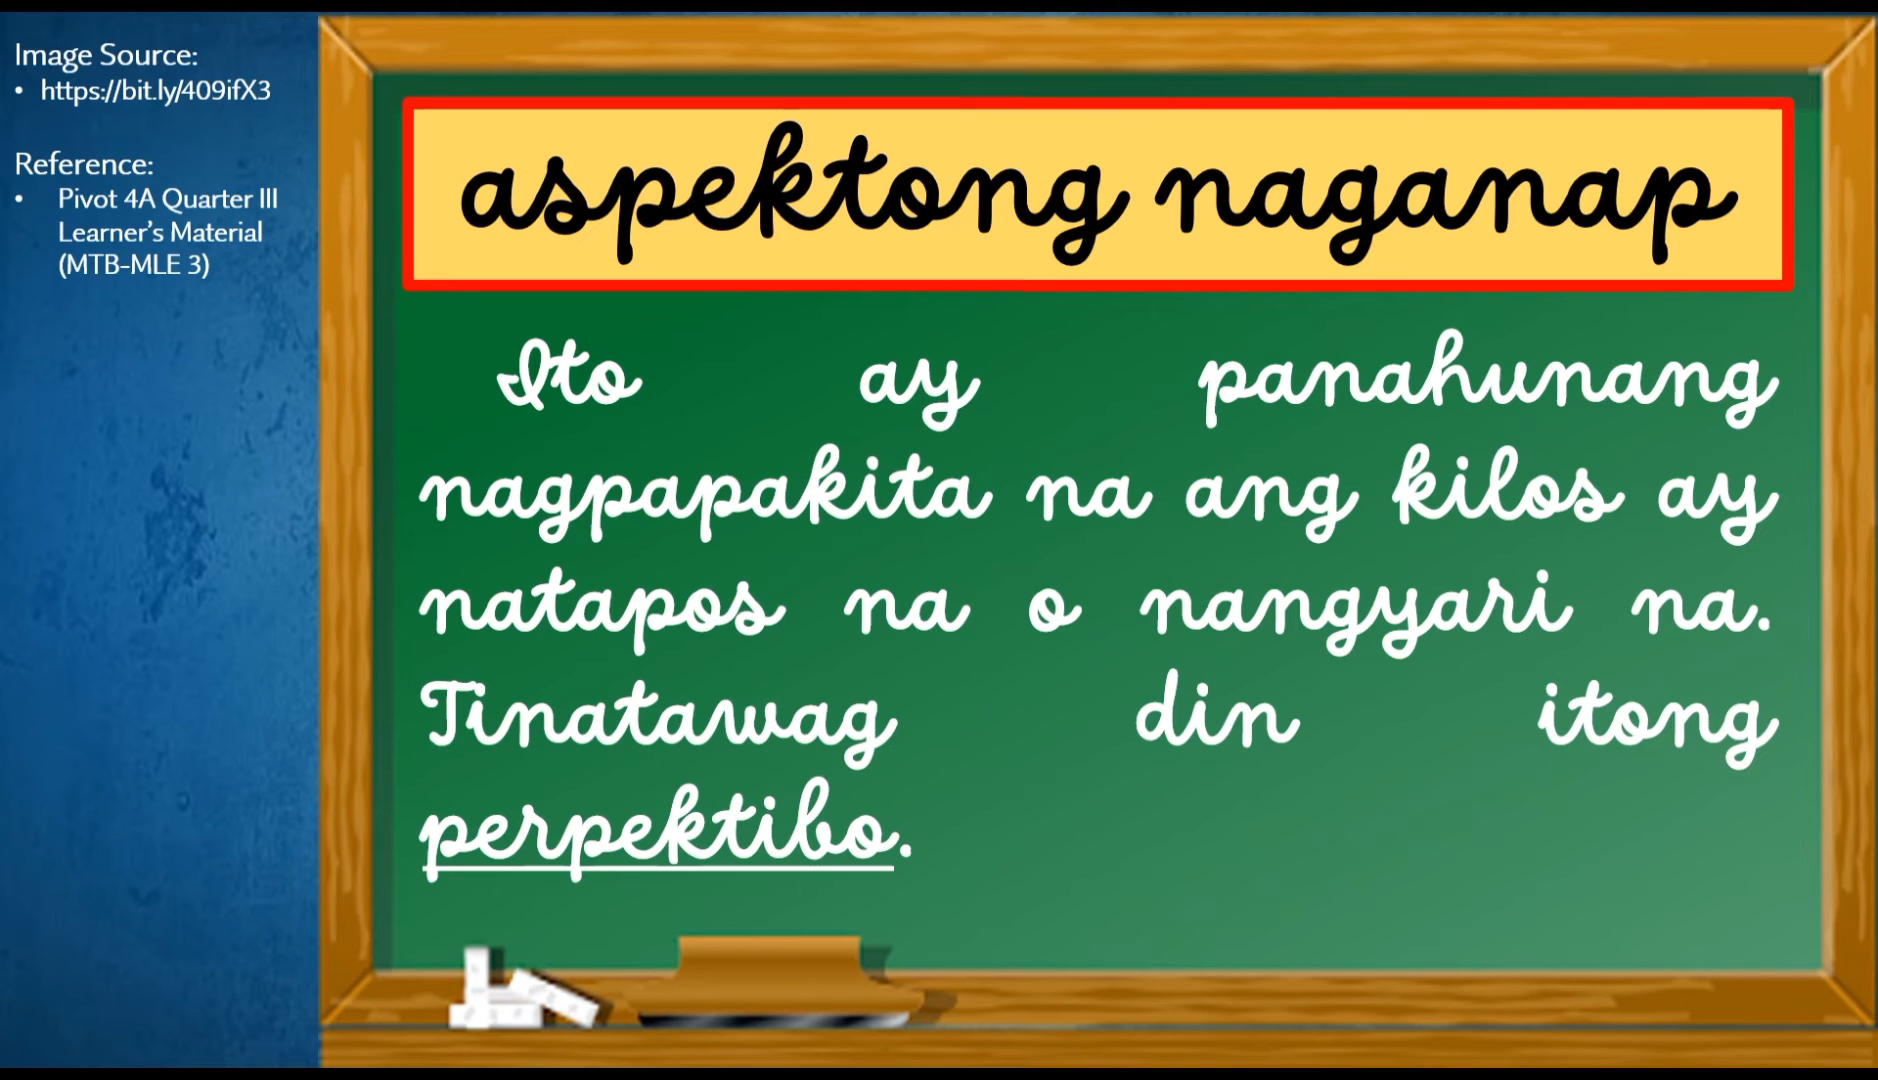 Image Source:
• https://bit.ly/409ifX3
Reference:
• Pivot 4A Quarter III
Learner's Material
(MTB-MLE 3)
aspektong naganap
Ito ay panahunang
nagpapakita na ang kilos ay
natapos na o nangyari na.
Tinatawag din itong
perpektibo.